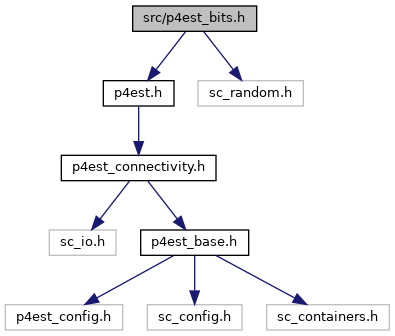 src/p4est_bits.h
p4est.h
sc_random.h
p4est_connectivity.h
sc_io.h
p4est_base.h
p4est_config.h
sc_config.h
sc_containers.h